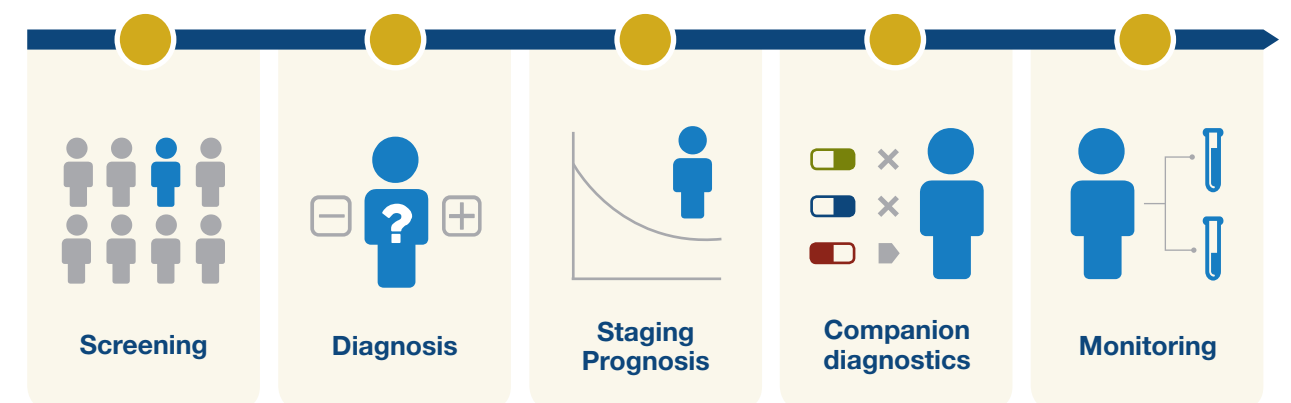 ?
Screening
Diagnosis
Staging
Prognosis
Companion
diagnostics
Monitoring